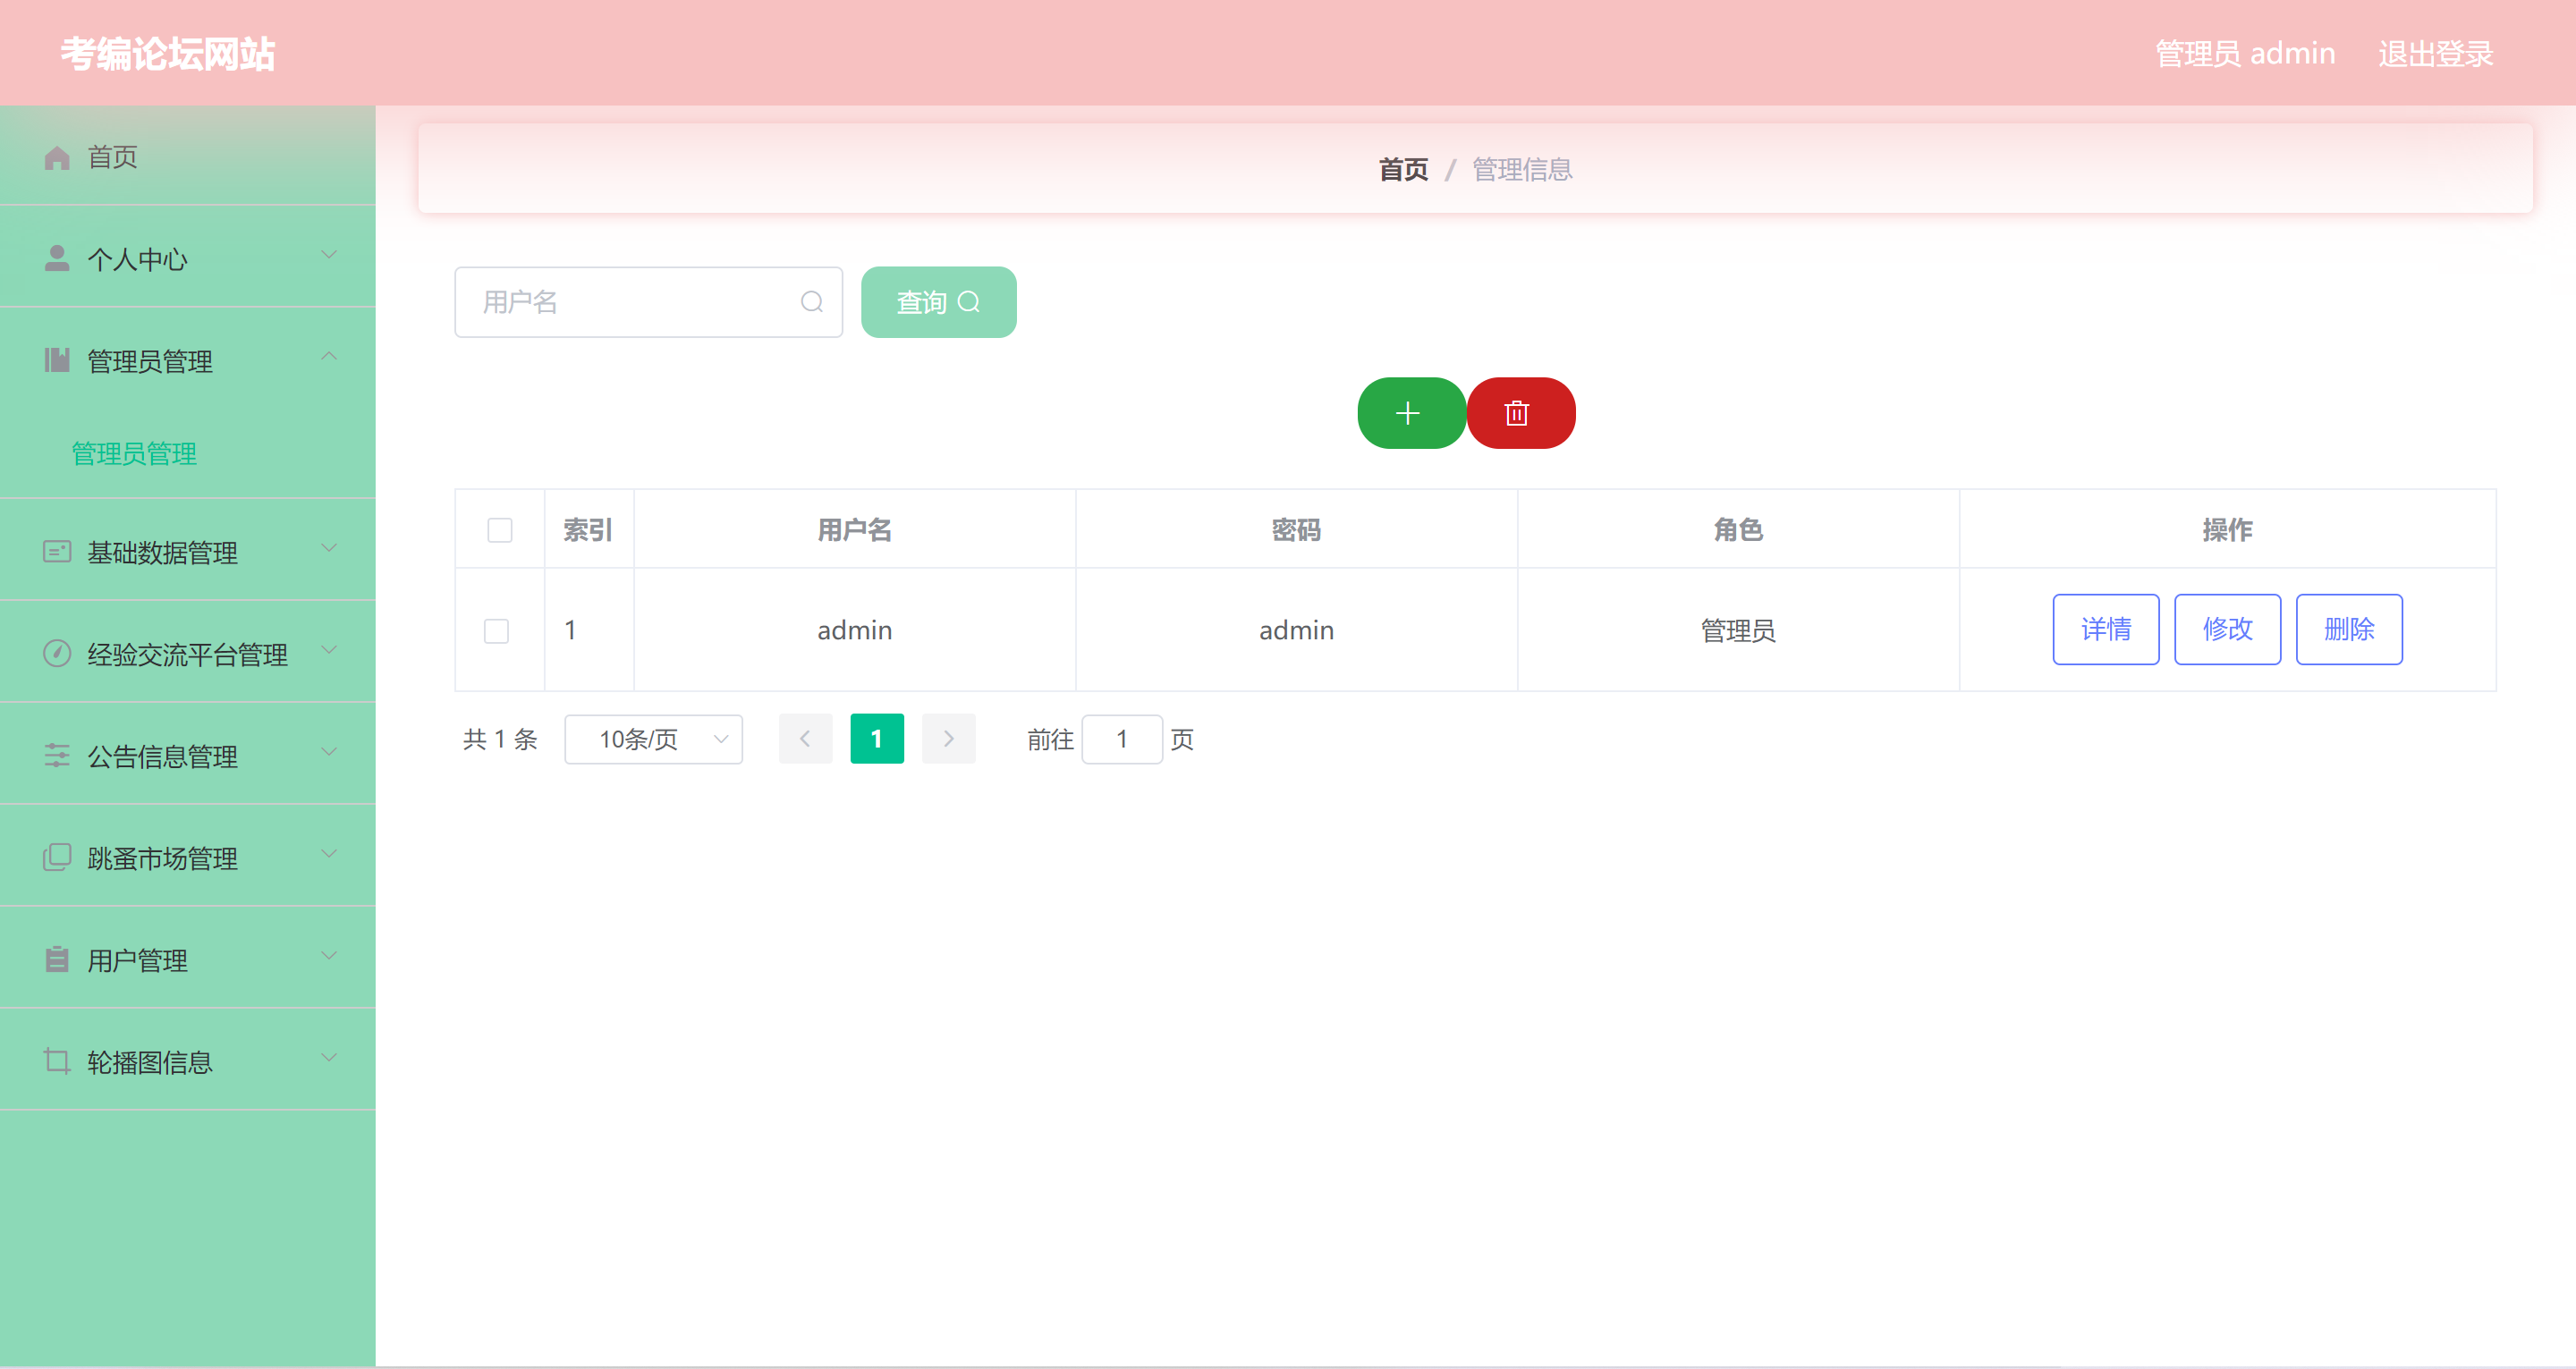 考编论坛网站
管理员 admin 退出登录
首页
个人中心
管理员管理
管理员管理
基础数据管理
经验交流平台管理
公告信息管理
跳蚤市场管理
用户管理
轮播图信息
首页 / 管理信息
用户名 查询
索引 用户名 密码 角色 操作
1 admin admin 管理员 详情 修改 删除
共 1 条 10条/页 1 前往 1 页